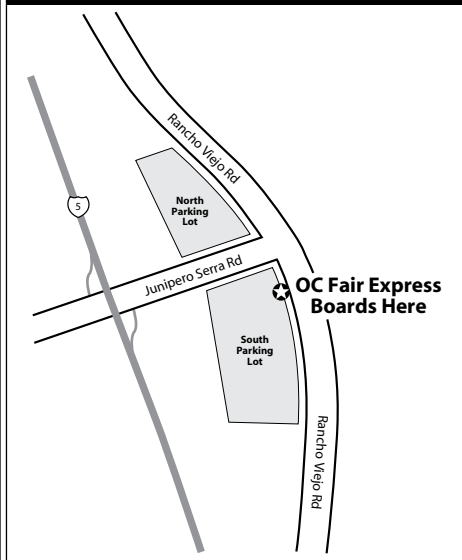 Rancho Viejo Rd
North
Parking
Lot
5
Junipero Serra Rd
OC Fair Express
Boards Here
South
Parking
Lot
Rancho Viejo Rd